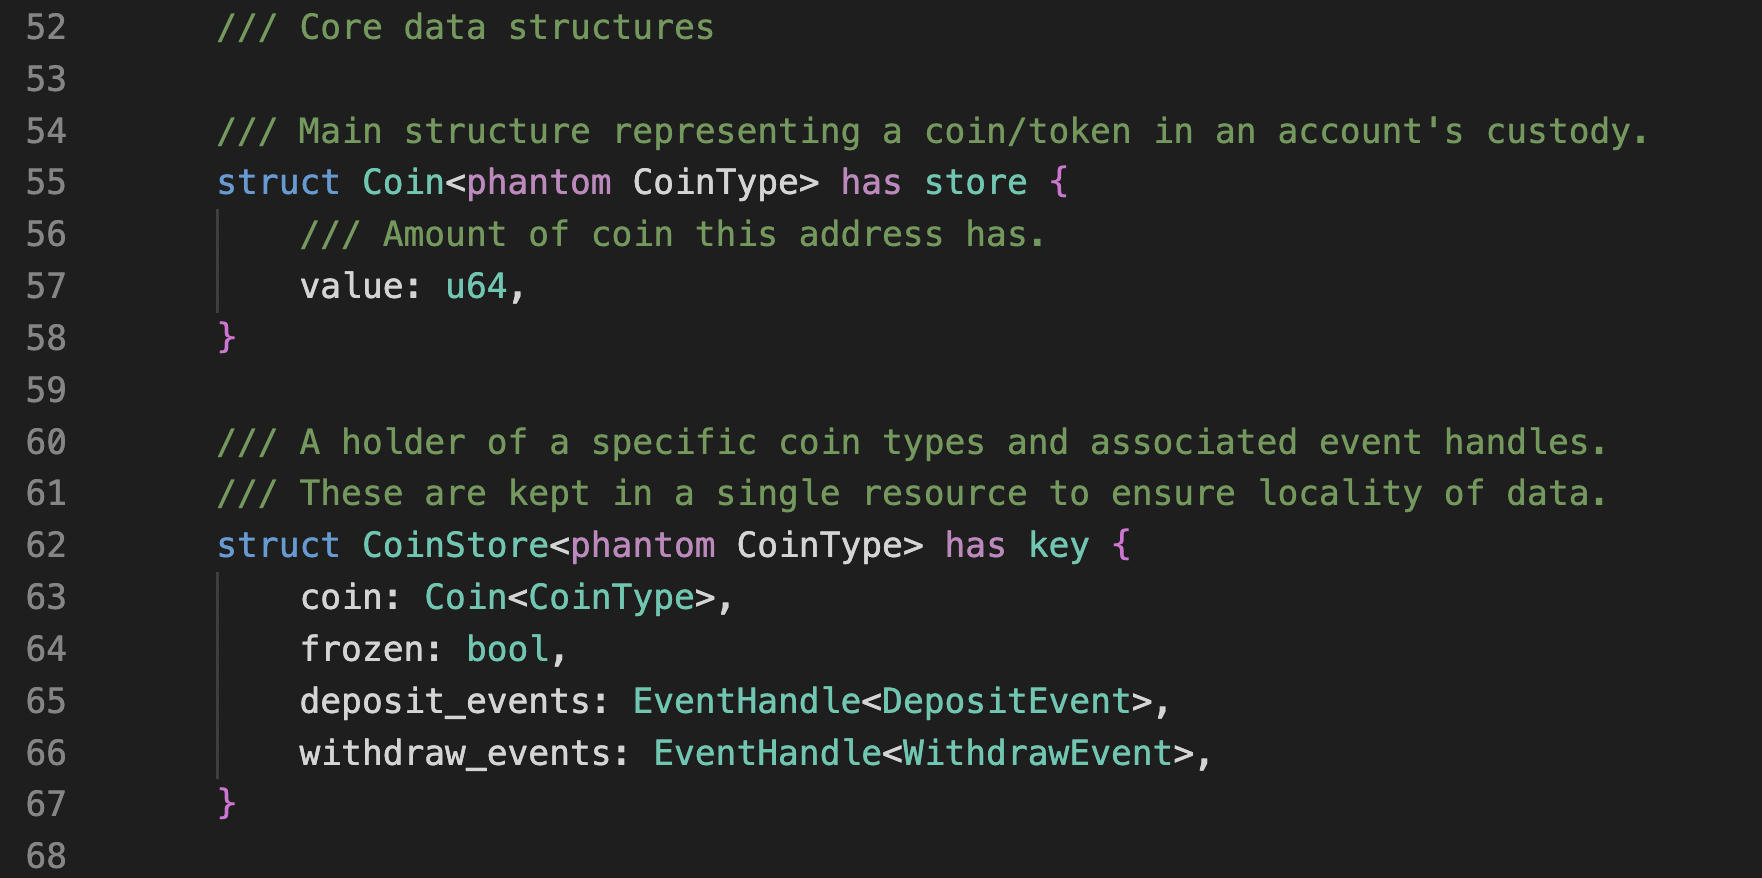 52 /// Core data structures
53
54 /// Main structure representing a coin/token in an account's custody.
55 struct Coin<phantom CoinType> has store {
56 /// Amount of coin this address has.
57 value: u64,
58 }
59
60 /// A holder of a specific coin types and associated event handles.
61 /// These are kept in a single resource to ensure locality of data.
62 struct CoinStore<phantom CoinType> has key {
63 coin: Coin<CoinType>,
64 frozen: bool,
65 deposit_events: EventHandle<DepositEvent>,
66 withdraw_events: EventHandle<WithdrawEvent>,
67 }
68